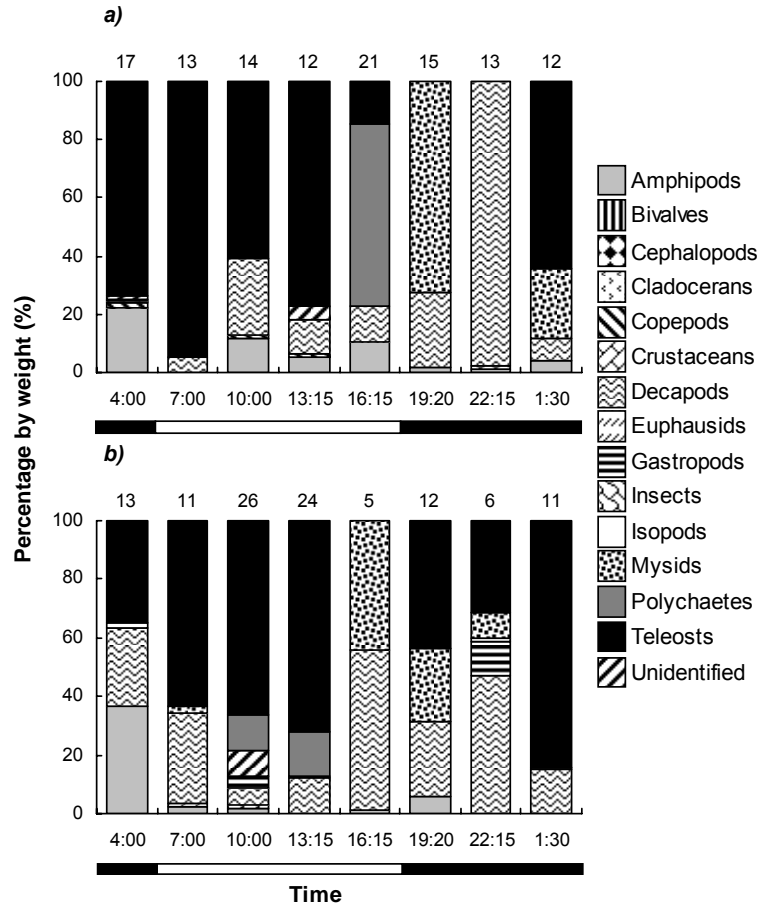 a)
17 13 14 12 21 15 13 12
100
80
60
40
20
0
4:00 7:00 10:00 13:15 16:15 19:20 22:15 1:30
b)
13 11 26 24 5 12 6 11
100
80
60
40
20
0
4:00 7:00 10:00 13:15 16:15 19:20 22:15 1:30
Time
Percentage by weight (%)
Amphipods
Bivalves
Cephalopods
Cladocerans
Copepods
Crustaceans
Decapods
Euphausids
Gastropods
Insects
Isopods
Mysids
Polychaetes
Teleosts
Unidentified